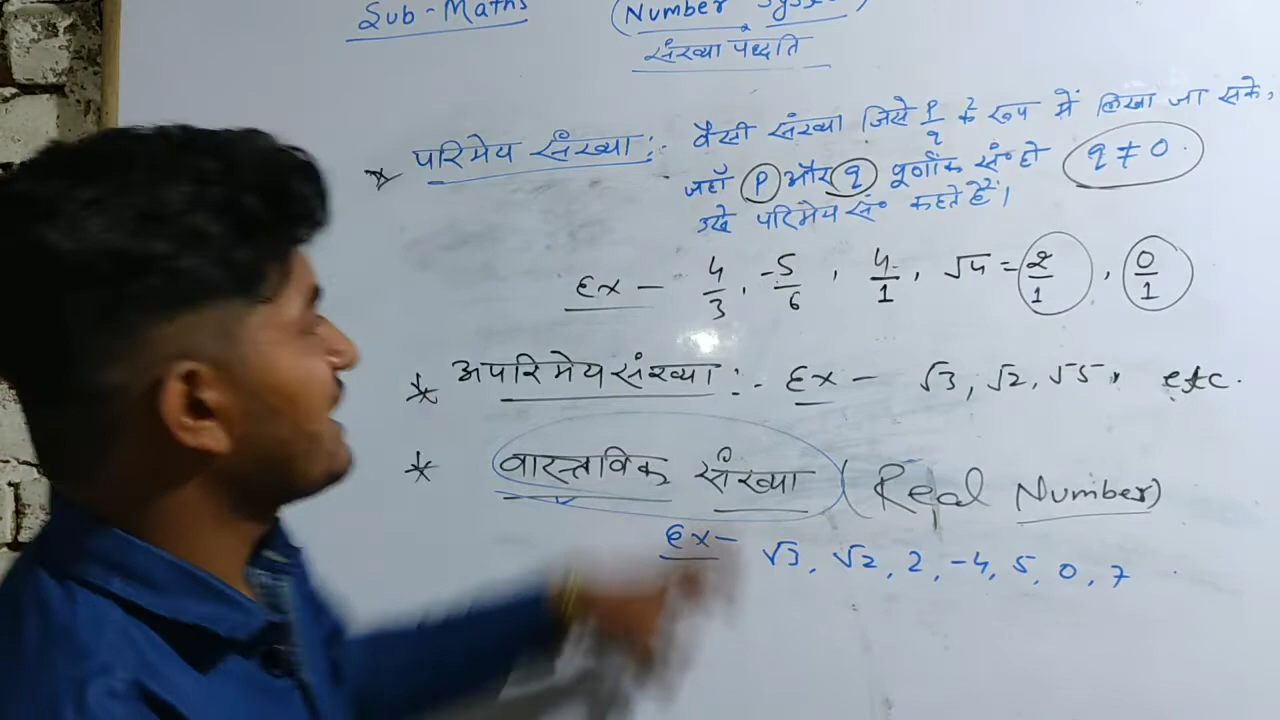 Sub-Maths
(Number System)
संख्या पद्धति
* परिमेय संख्या :- वैसी संख्या जिसे p/q के रूप में लिखा जा सके,
जहाँ p और q पूर्णांक सं॰ हो q ≠ 0.
उसे परिमेय सं॰ कहते हैं।
Ex - 4/3, -5/6, 4/1, √4 = 2/1, 0/1
* अपरिमेय संख्या :- Ex - √3, √2, √5, etc.
* वास्तविक संख्या (Real Number)
Ex - √3, √2, 2, -4, 5, 0, 7